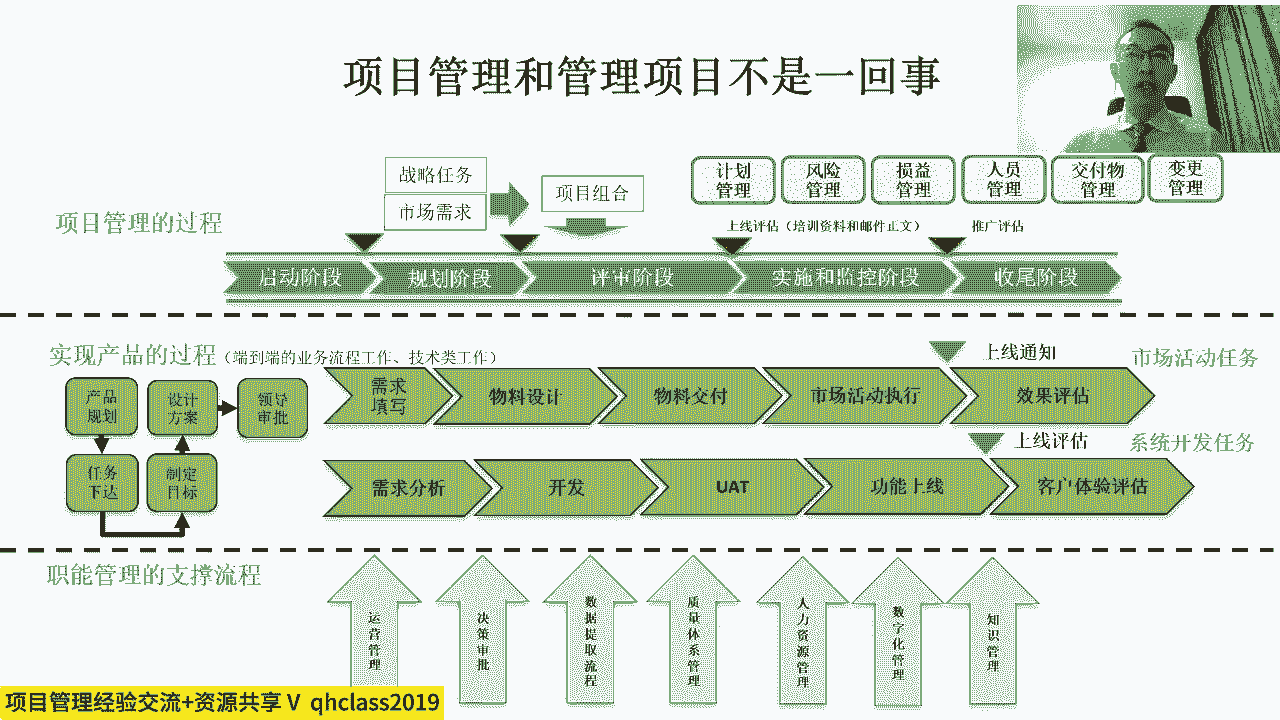 项目管理和管理项目不是一回事
战略任务
市场需求
项目组合
计划
管理
风险
管理
损益
管理
人员
管理
交付物
管理
变更
管理
项目管理的过程
上线评估（培训资料和邮件正文）
推广评估
启动阶段
规划阶段
评审阶段
实施和监控阶段
收尾阶段
实现产品的过程（端到端的业务流程工作、技术类工作）
上线通知
市场活动任务
产品
规划
设计
方案
领导
审批
任务
下达
制定
目标
需求
填写
物料设计
物料交付
市场活动执行
效果评估
上线评估
系统开发任务
需求分析
开发
UAT
功能上线
客户体验评估
职能管理的支撑流程
运营管理
决策审批
数据提取流程
质量体系管理
人力资源管理
数字化管理
知识管理
项目管理经验交流+资源共享 V qhclass2019